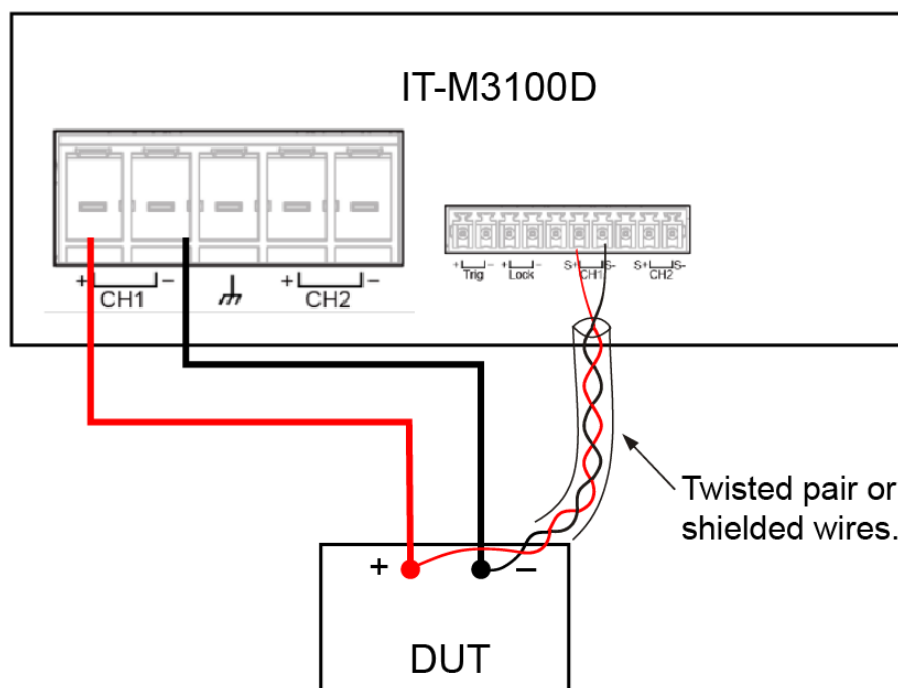 IT-M3100D
+ − + −
CH1 CH2
+ − + − S+ S- S+ S-
Trig Lock CH1 CH2
Twisted pair or
shielded wires.
+ −
DUT